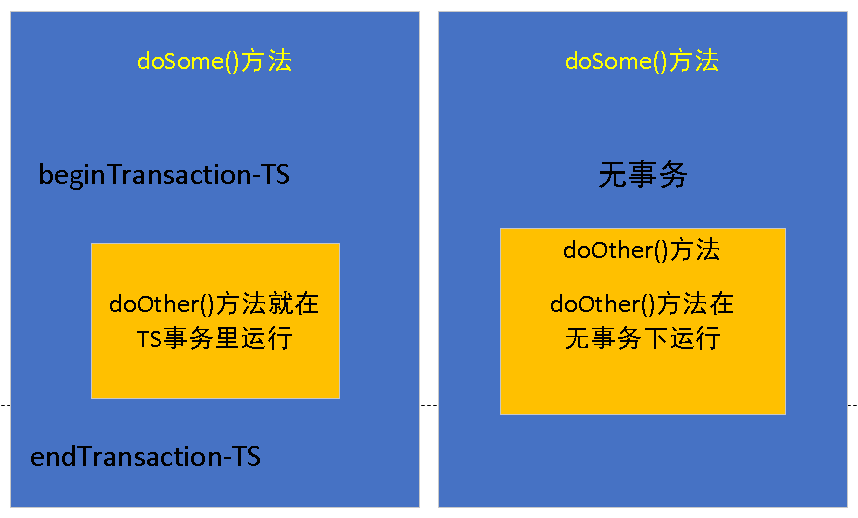 doSome()方法
beginTransaction-TS
doOther()方法就在
TS事务里运行
endTransaction-TS
doSome()方法
无事务
doOther()方法
doOther()方法在
无事务下运行